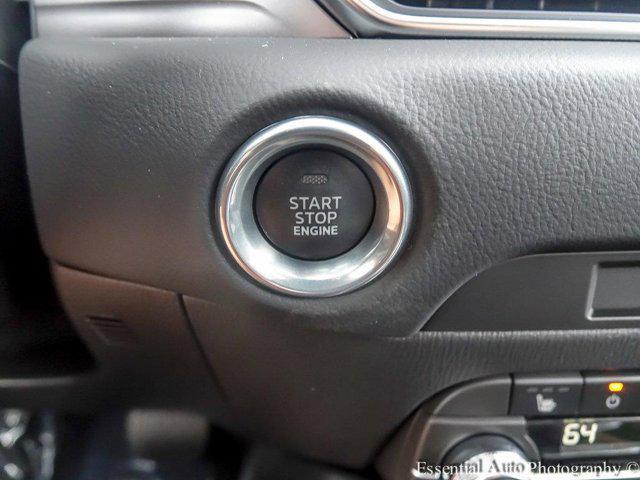 START
STOP
ENGINE
64
Essential Auto Photography ©